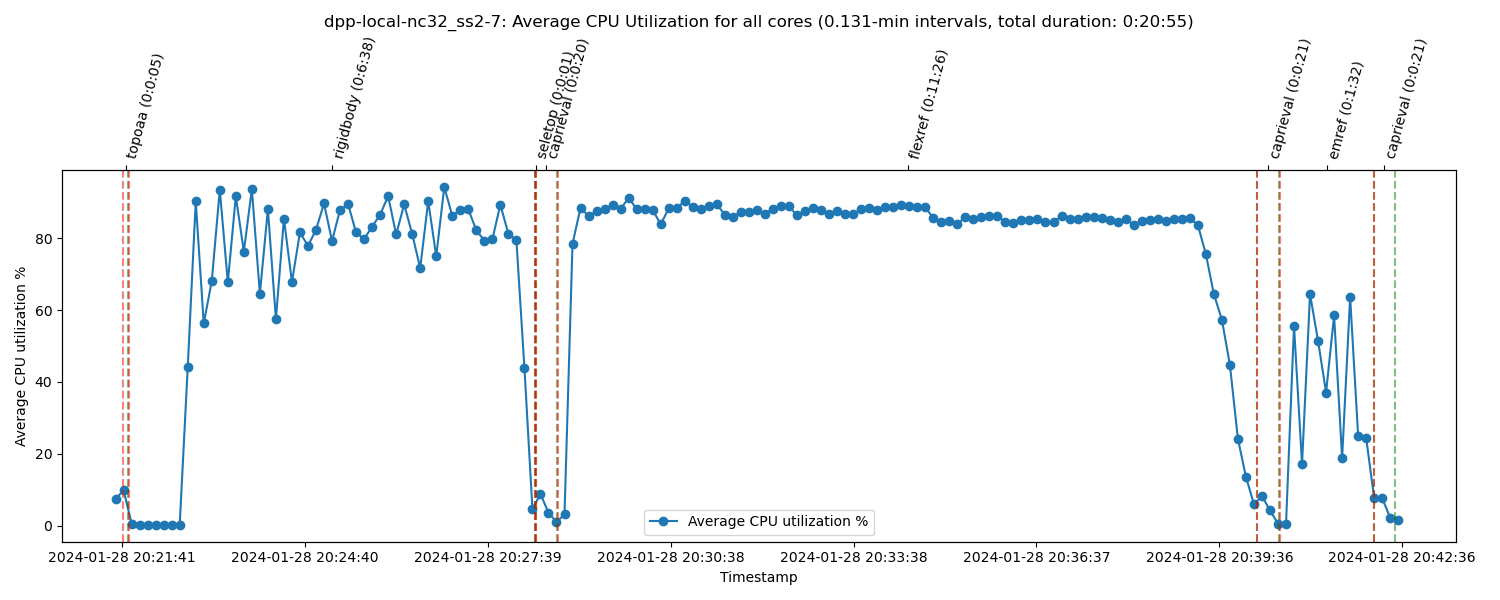 dpp-local-nc32_ss2-7: Average CPU Utilization for all cores (0.131-min intervals, total duration: 0:20:55)
topoaa (0:0:05)
rigidbody (0:6:38)
seletop (0:0:01)
caprieval (0:0:20)
flexref (0:11:26)
caprieval (0:0:21)
emref (0:1:32)
caprieval (0:0:21)
Average CPU utilization %
80
60
40
20
0
Average CPU utilization %
2024-01-28 20:21:41
2024-01-28 20:24:40
2024-01-28 20:27:39
2024-01-28 20:30:38
2024-01-28 20:33:38
2024-01-28 20:36:37
2024-01-28 20:39:36
2024-01-28 20:42:36
Timestamp